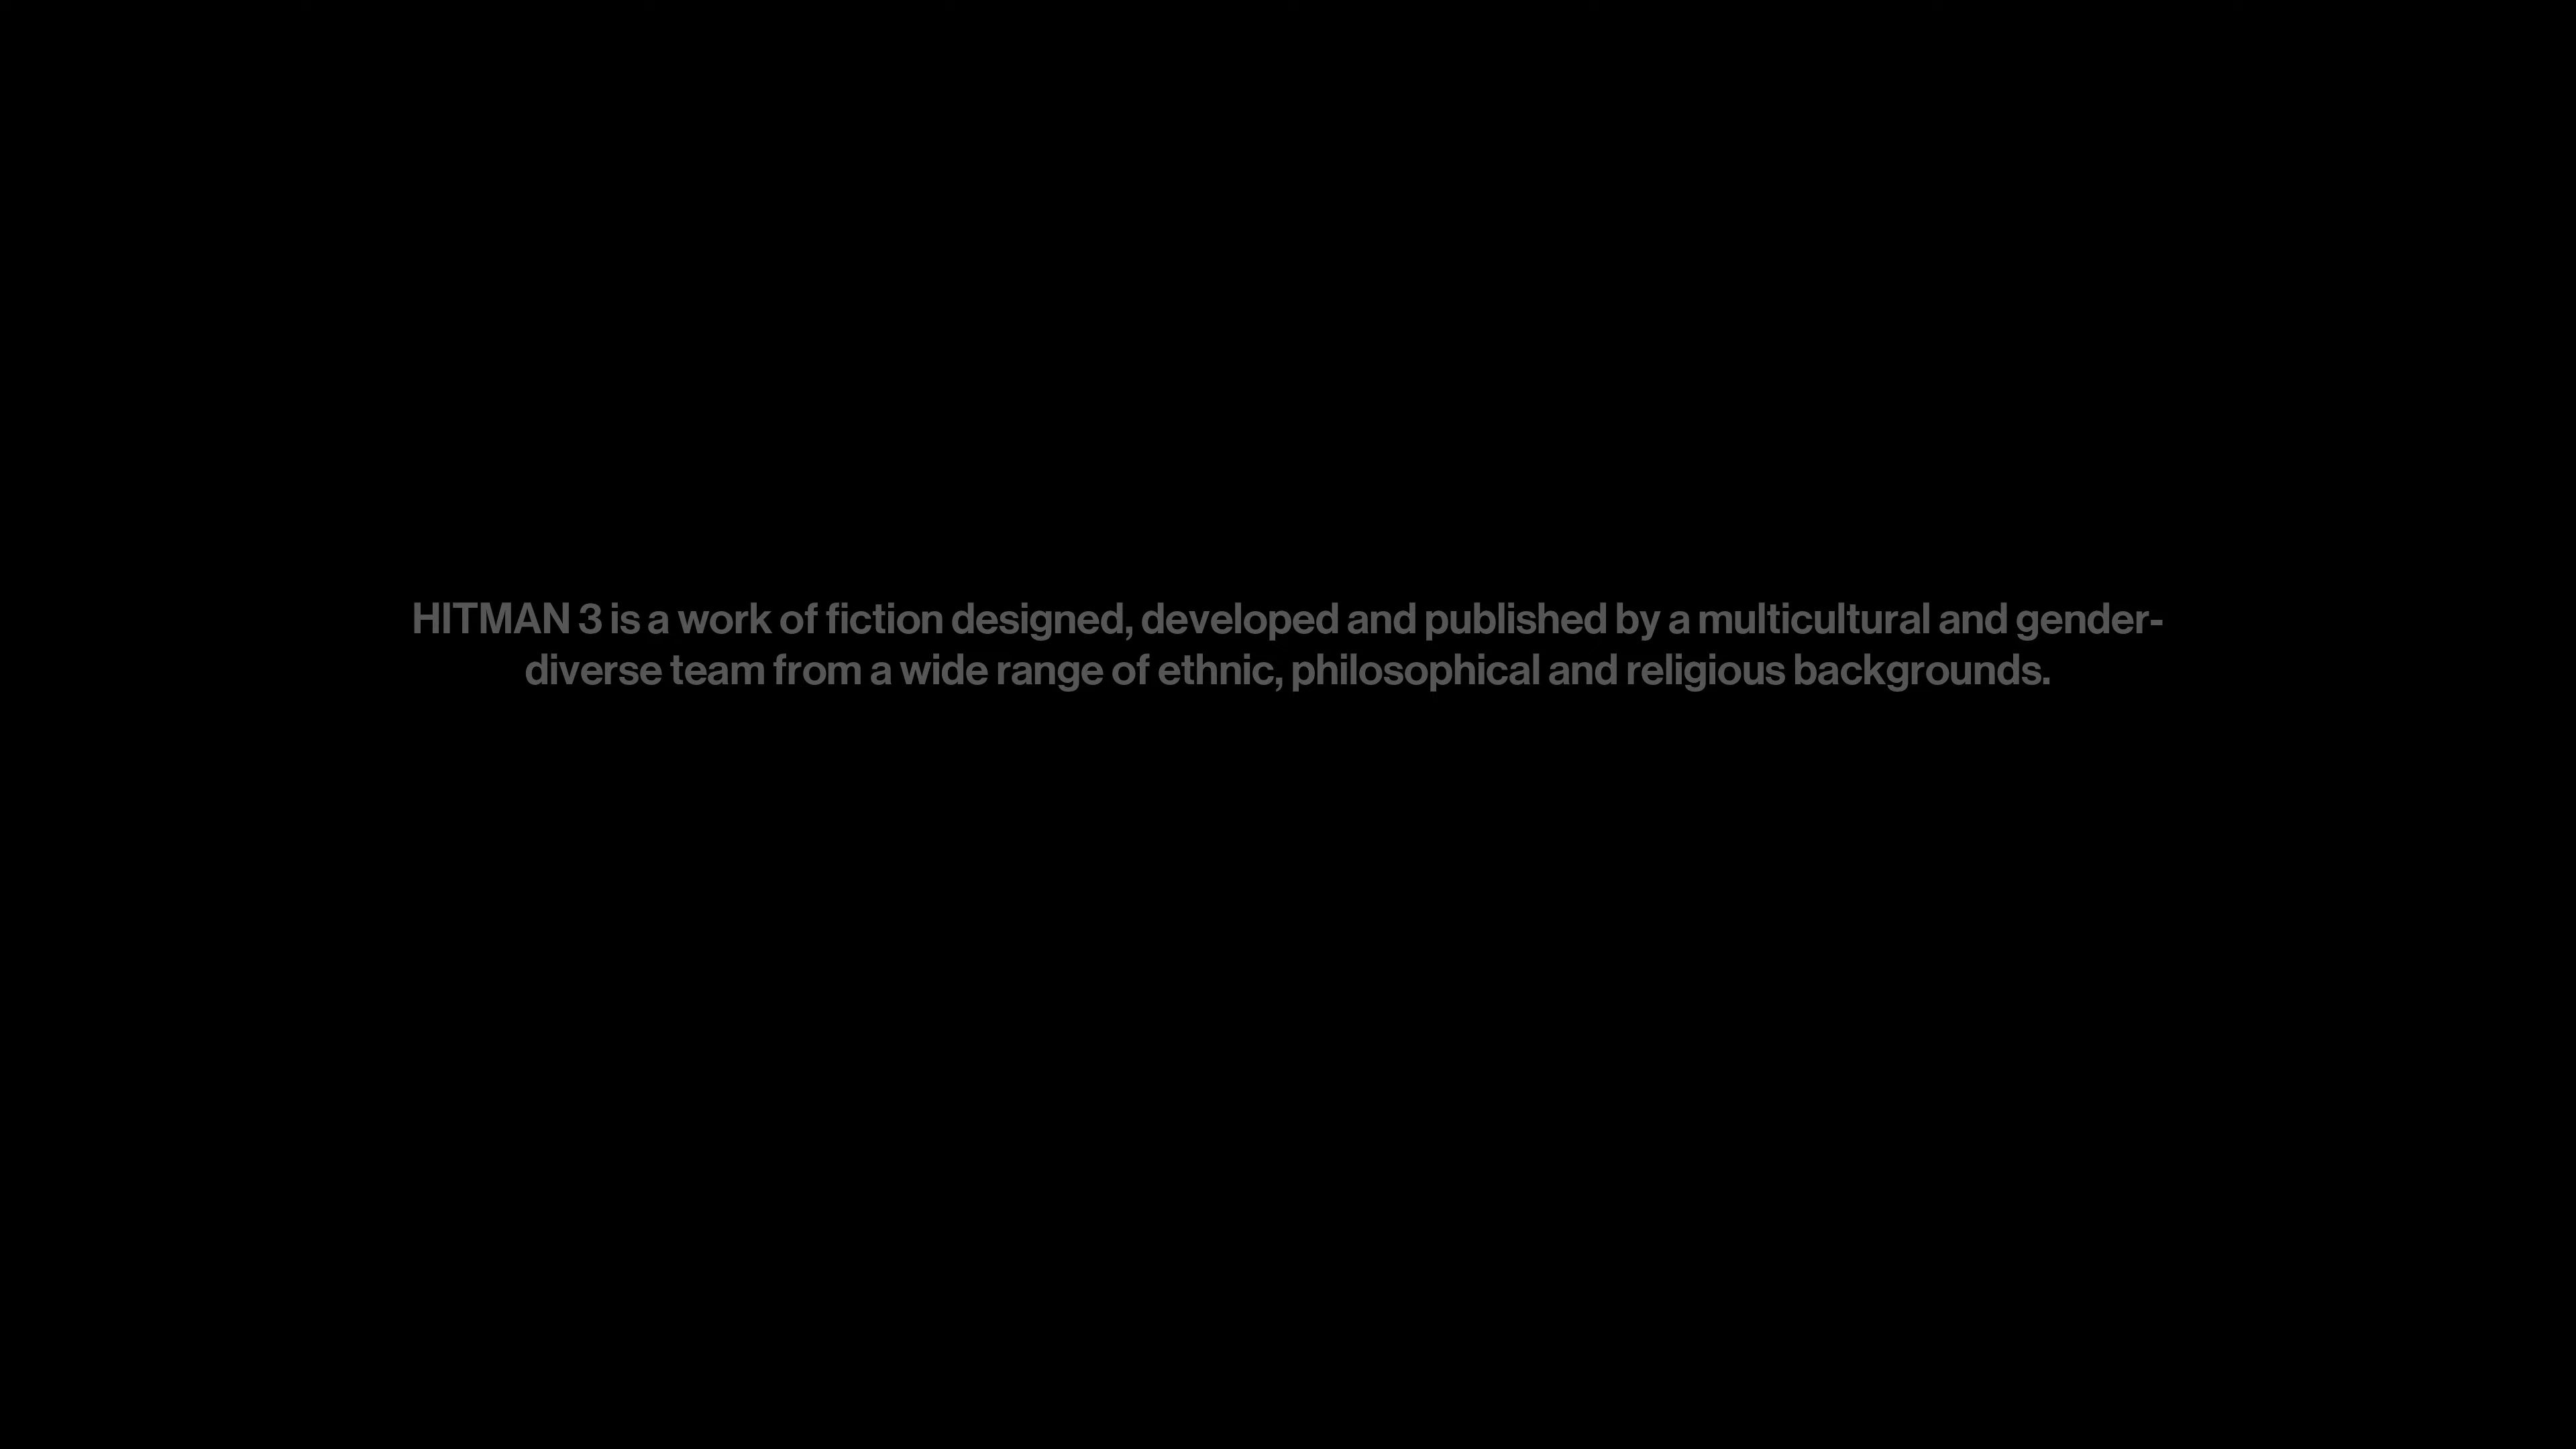 HITMAN 3 is a work of fiction designed, developed and published by a multicultural and gender-
diverse team from a wide range of ethnic, philosophical and religious backgrounds.